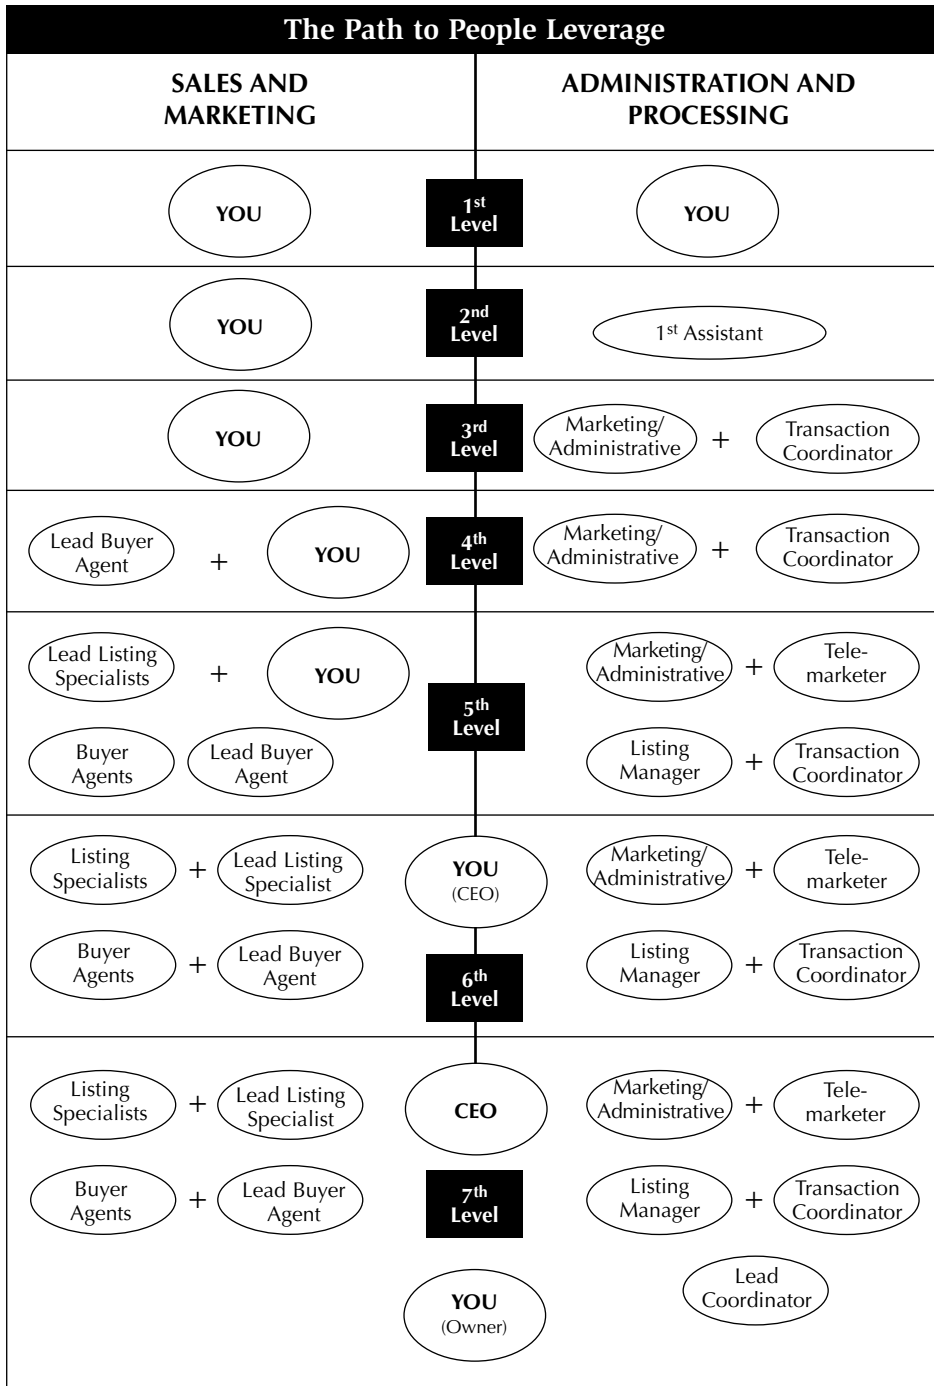 The Path to People Leverage
SALES AND
MARKETING
ADMINISTRATION AND
PROCESSING
YOU
1st
Level
YOU
YOU
2nd
Level
1st Assistant
YOU
3rd
Level
Marketing/
Administrative
+
Transaction
Coordinator
Lead Buyer
Agent
+
YOU
4th
Level
Marketing/
Administrative
+
Transaction
Coordinator
Lead Listing
Specialists
+
YOU
Buyer
Agents
Lead Buyer
Agent
5th
Level
Marketing/
Administrative
+
Tele-
marketer
Listing
Manager
+
Transaction
Coordinator
Listing
Specialists
+
Lead Listing
Specialist
YOU
(CEO)
Marketing/
Administrative
+
Tele-
marketer
Buyer
Agents
+
Lead Buyer
Agent
6th
Level
Listing
Manager
+
Transaction
Coordinator
Listing
Specialists
+
Lead Listing
Specialist
CEO
Marketing/
Administrative
+
Tele-
marketer
Buyer
Agents
+
Lead Buyer
Agent
7th
Level
Listing
Manager
+
Transaction
Coordinator
YOU
(Owner)
Lead
Coordinator